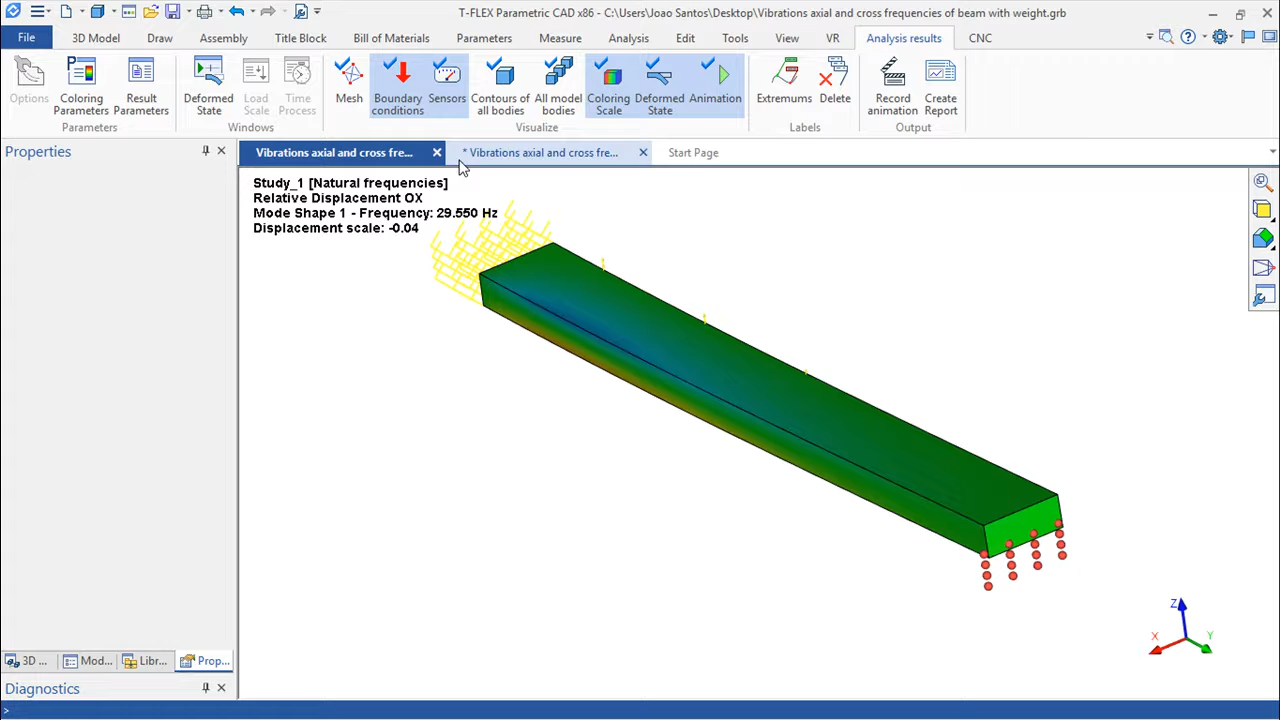 T-FLEX Parametric CAD x86 - C:\Users\Joao Santos\Desktop\Vibrations axial and cross frequencies of beam with weight.grb
File 3D Model Draw Assembly Title Block Bill of Materials Parameters Measure Analysis Edit Tools View VR Analysis results CNC
Options Coloring Parameters Result Parameters Deformed State Load Scale Time Process Mesh Boundary conditions Sensors Contours of all bodies All model bodies Coloring Scale Deformed State Animation Extremums Delete Record animation Create Report
Parameters Windows Visualize Labels Output
Properties
Vibrations axial and cross fre... * Vibrations axial and cross fre... Start Page
Study_1 [Natural frequencies]
Relative Displacement OX
Mode Shape 1 - Frequency: 29.550 Hz
Displacement scale: -0.04
Z
X Y
3D ... Mod... Libr... Prop...
Diagnostics
>